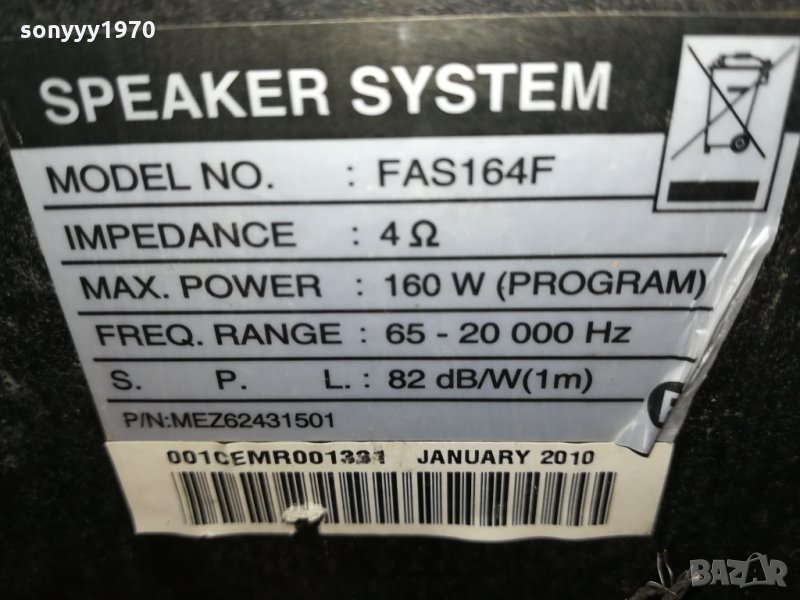 sonyyy1970
SPEAKER SYSTEM
MODEL NO. : FAS164F
IMPEDANCE : 4 Ω
MAX. POWER : 160 W (PROGRAM)
FREQ. RANGE : 65 - 20 000 Hz
S. P. L. : 82 dB/W(1m)
P/N:MEZ62431501
001CEMR001331 JANUARY 2010
BAZAR